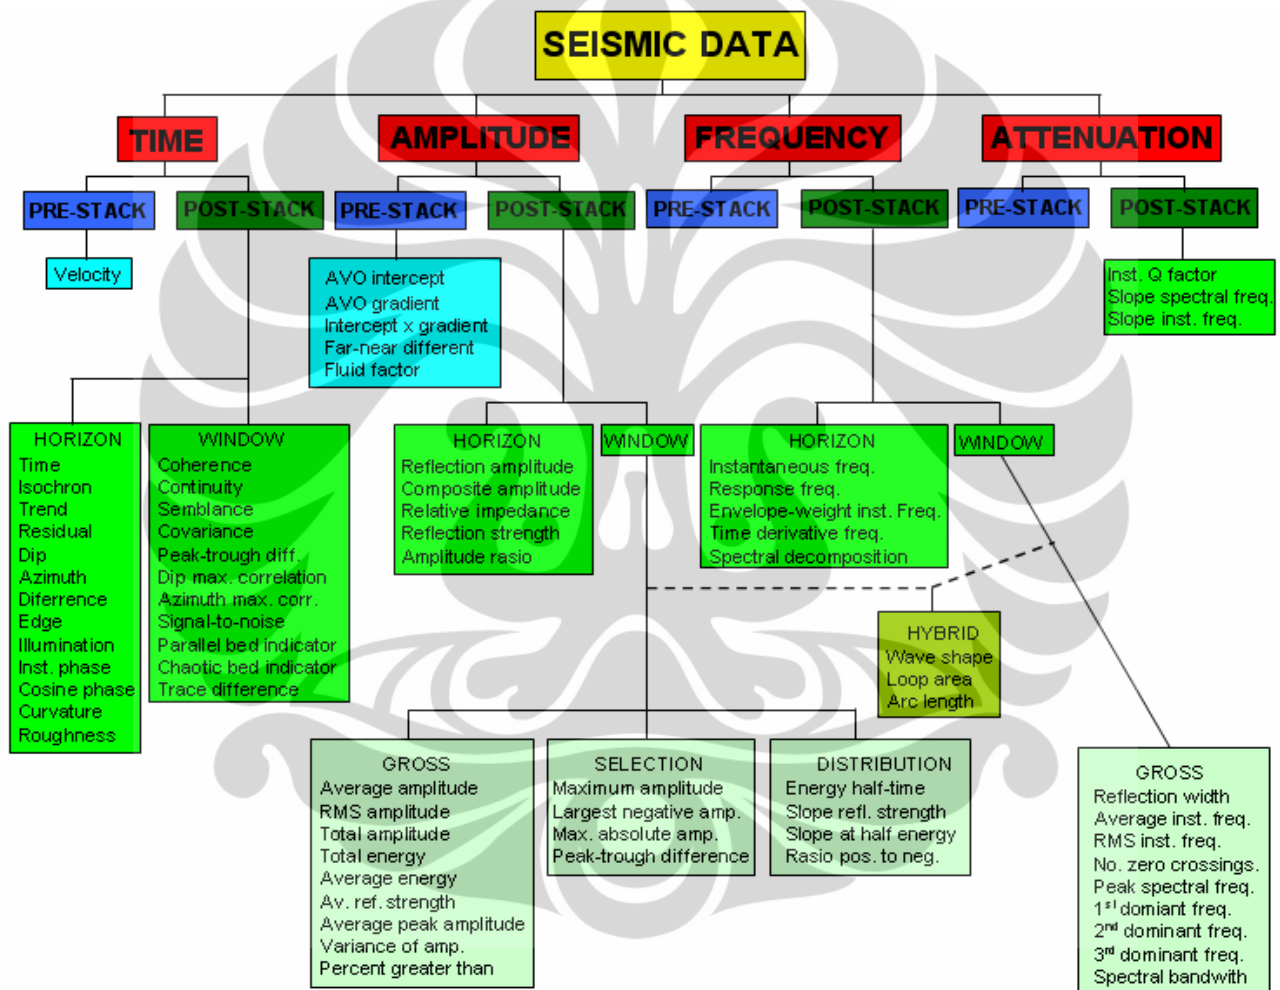 SEISMIC DATA
TIME
AMPLITUDE
FREQUENCY
ATTENUATION
PRE-STACK
POST-STACK
PRE-STACK
POST-STACK
PRE-STACK
POST-STACK
PRE-STACK
POST-STACK
Velocity
AVO intercept
AVO gradient
Intercept x gradient
Far-near different
Fluid factor
Inst. Q factor
Slope spectral freq.
Slope inst. freq.
HORIZON
Time
Isochron
Trend
Residual
Dip
Azimuth
Diferrence
Edge
Illumination
Inst. phase
Cosine phase
Curvature
Roughness
WINDOW
Coherence
Continuity
Semblance
Covariance
Peak-trough diff.
Dip max. correlation
Azimuth max. corr.
Signal-to-noise
Parallel bed indicator
Chaotic bed indicator
Trace difference
HORIZON
Reflection amplitude
Composite amplitude
Relative impedance
Reflection strength
Amplitude rasio
WINDOW
HORIZON
Instantaneous freq.
Response freq.
Envelope-weight inst. Freq.
Time derivative freq.
Spectral decomposition
WINDOW
HYBRID
Wave shape
Loop area
Arc length
GROSS
Average amplitude
RMS amplitude
Total amplitude
Total energy
Average energy
Av. ref. strength
Average peak amplitude
Variance of amp.
Percent greater than
SELECTION
Maximum amplitude
Largest negative amp.
Max. absolute amp.
Peak-trough difference
DISTRIBUTION
Energy half-time
Slope refl. strength
Slope at half energy
Rasio pos. to neg.
GROSS
Reflection width
Average inst. freq.
RMS inst. freq.
No. zero crossings.
Peak spectral freq.
1st domiant freq.
2nd dominant freq.
3rd dominant freq.
Spectral bandwith